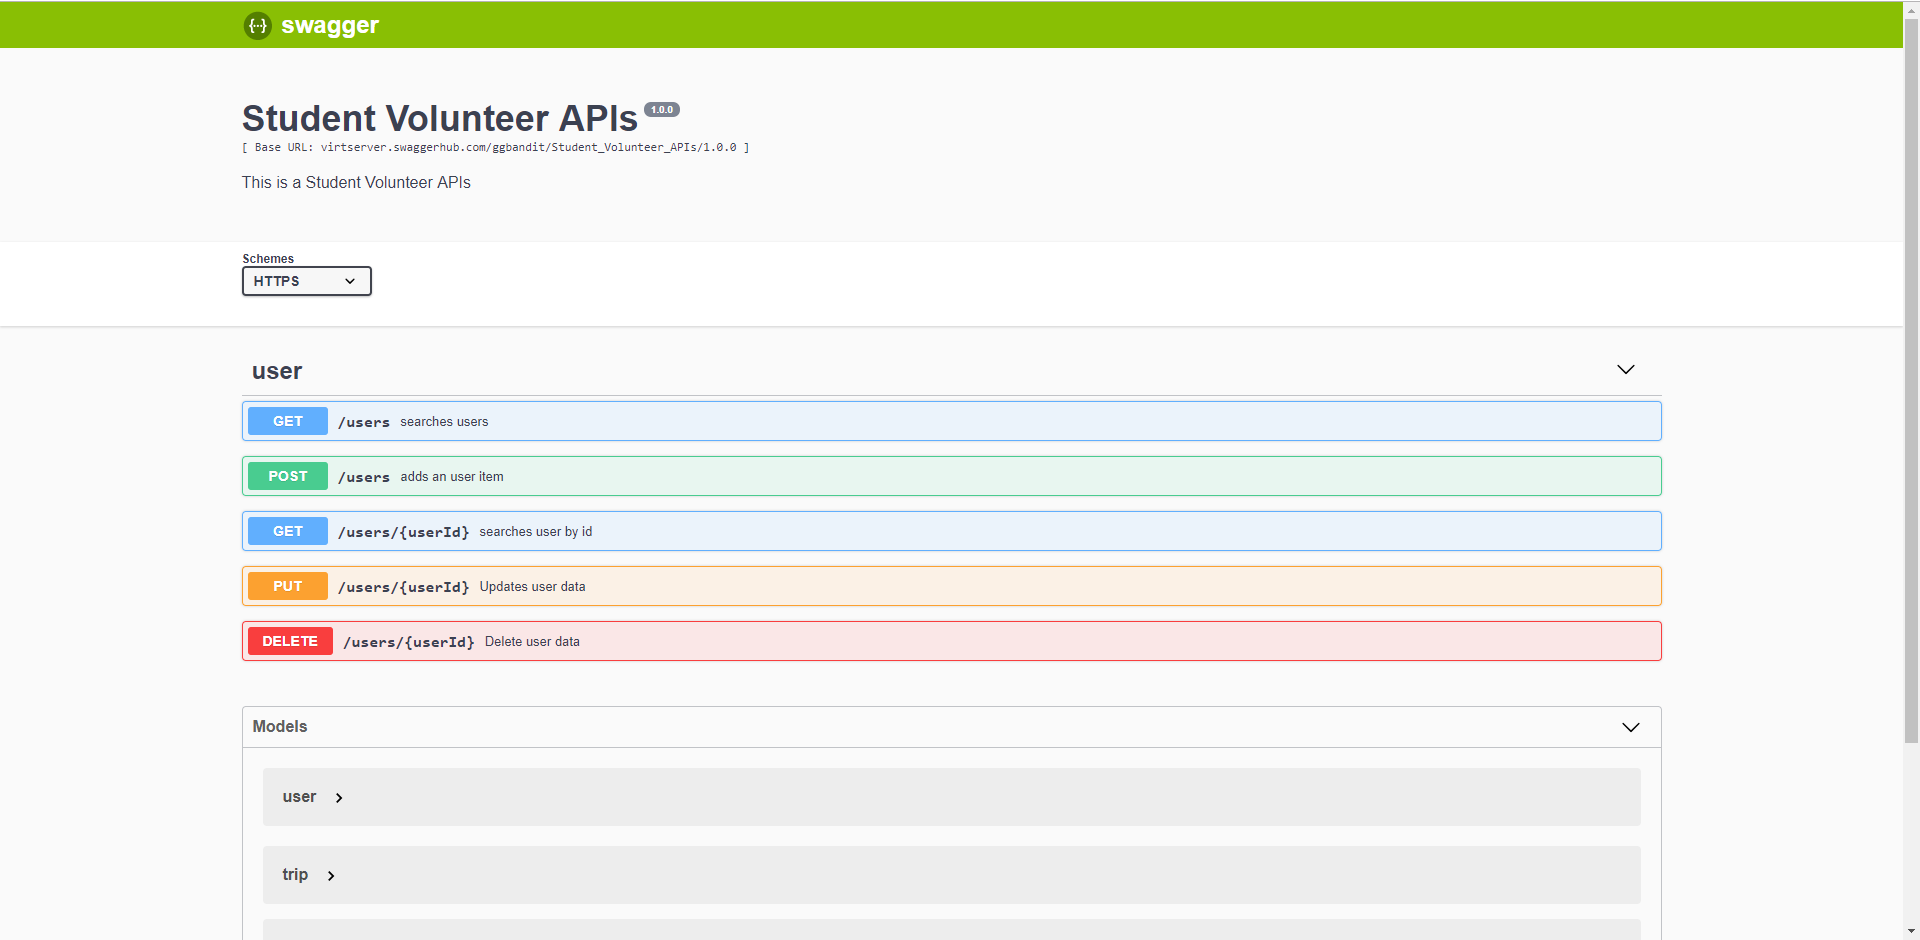 {···} swagger
Student Volunteer APIs 1.0.0
[ Base URL: virtserver.swaggerhub.com/ggbandit/Student_Volunteer_APIs/1.0.0 ]
This is a Student Volunteer APIs
Schemes
HTTPS
user
GET /users searches users
POST /users adds an user item
GET /users/{userId} searches user by id
PUT /users/{userId} Updates user data
DELETE /users/{userId} Delete user data
Models
user
trip